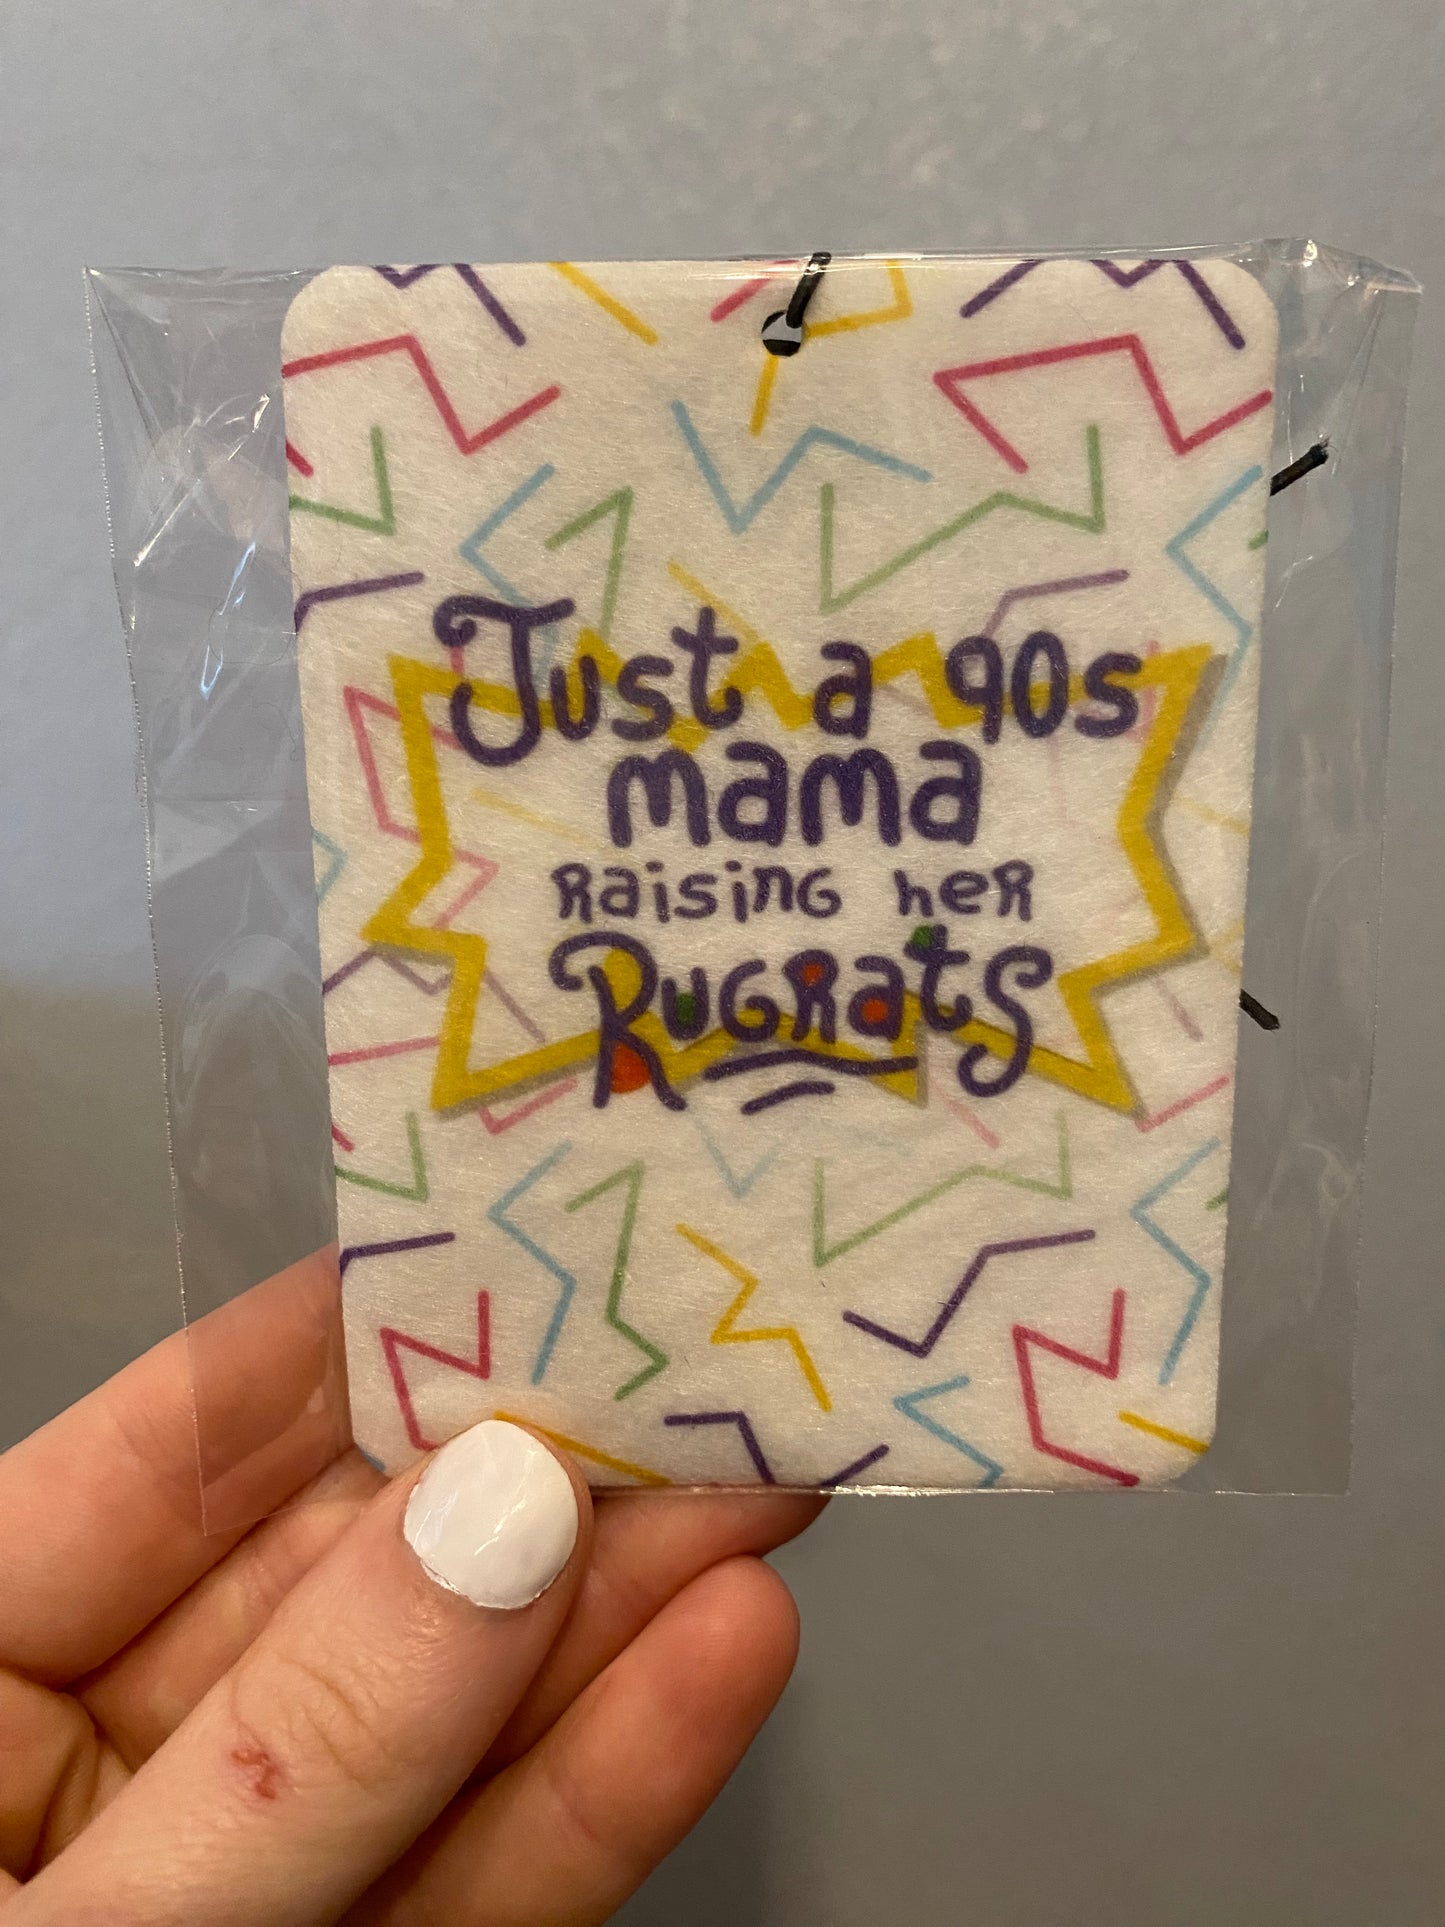 Just a 90s
mama
Raising her
Rugrats